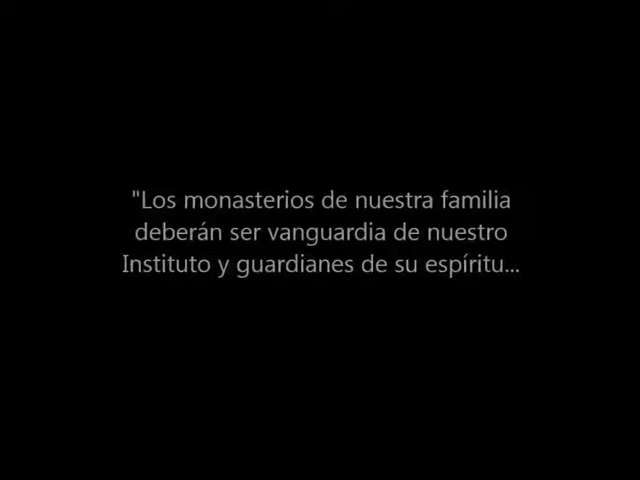 "Los monasterios de nuestra familia
deberán ser vanguardia de nuestro
Instituto y guardianes de su espíritu...